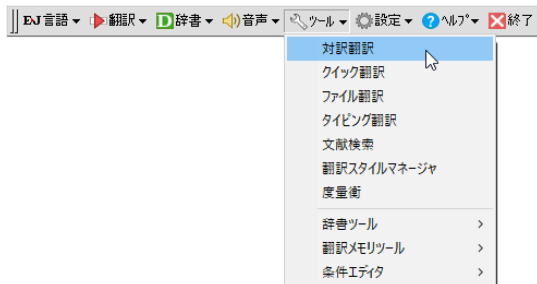 EJ 言語 ▼ 翻訳 ▼ D 辞書 ▼ 音声 ▼ ツール ▼ 設定 ▼ ? ヘルプ ▼ 終了
対訳翻訳
クイック翻訳
ファイル翻訳
タイピング翻訳
文献検索
翻訳スタイルマネージャ
度量衡
辞書ツール >
翻訳メモリツール >
条件エディタ >